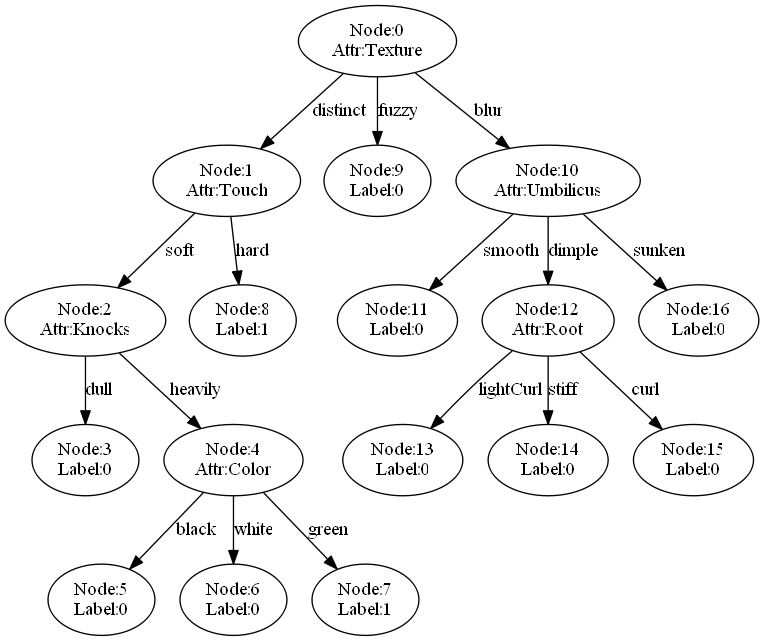 Node:0
Attr:Texture
distinct
fuzzy
blur
Node:1
Attr:Touch
Node:9
Label:0
Node:10
Attr:Umbilicus
soft
hard
smooth
dimple
sunken
Node:2
Attr:Knocks
Node:8
Label:1
Node:11
Label:0
Node:12
Attr:Root
Node:16
Label:0
dull
heavily
lightCurl
stiff
curl
Node:3
Label:0
Node:4
Attr:Color
Node:13
Label:0
Node:14
Label:0
Node:15
Label:0
black
white
green
Node:5
Label:0
Node:6
Label:0
Node:7
Label:1